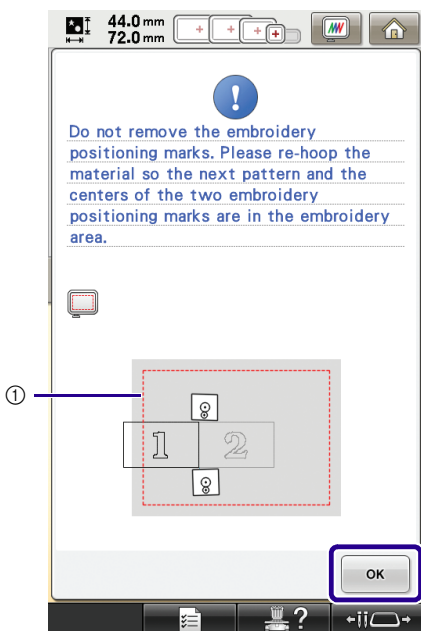 44.0 mm
72.0 mm
Do not remove the embroidery
positioning marks. Please re-hoop the
material so the next pattern and the
centers of the two embroidery
positioning marks are in the embroidery
area.
①
1 2
OK
?